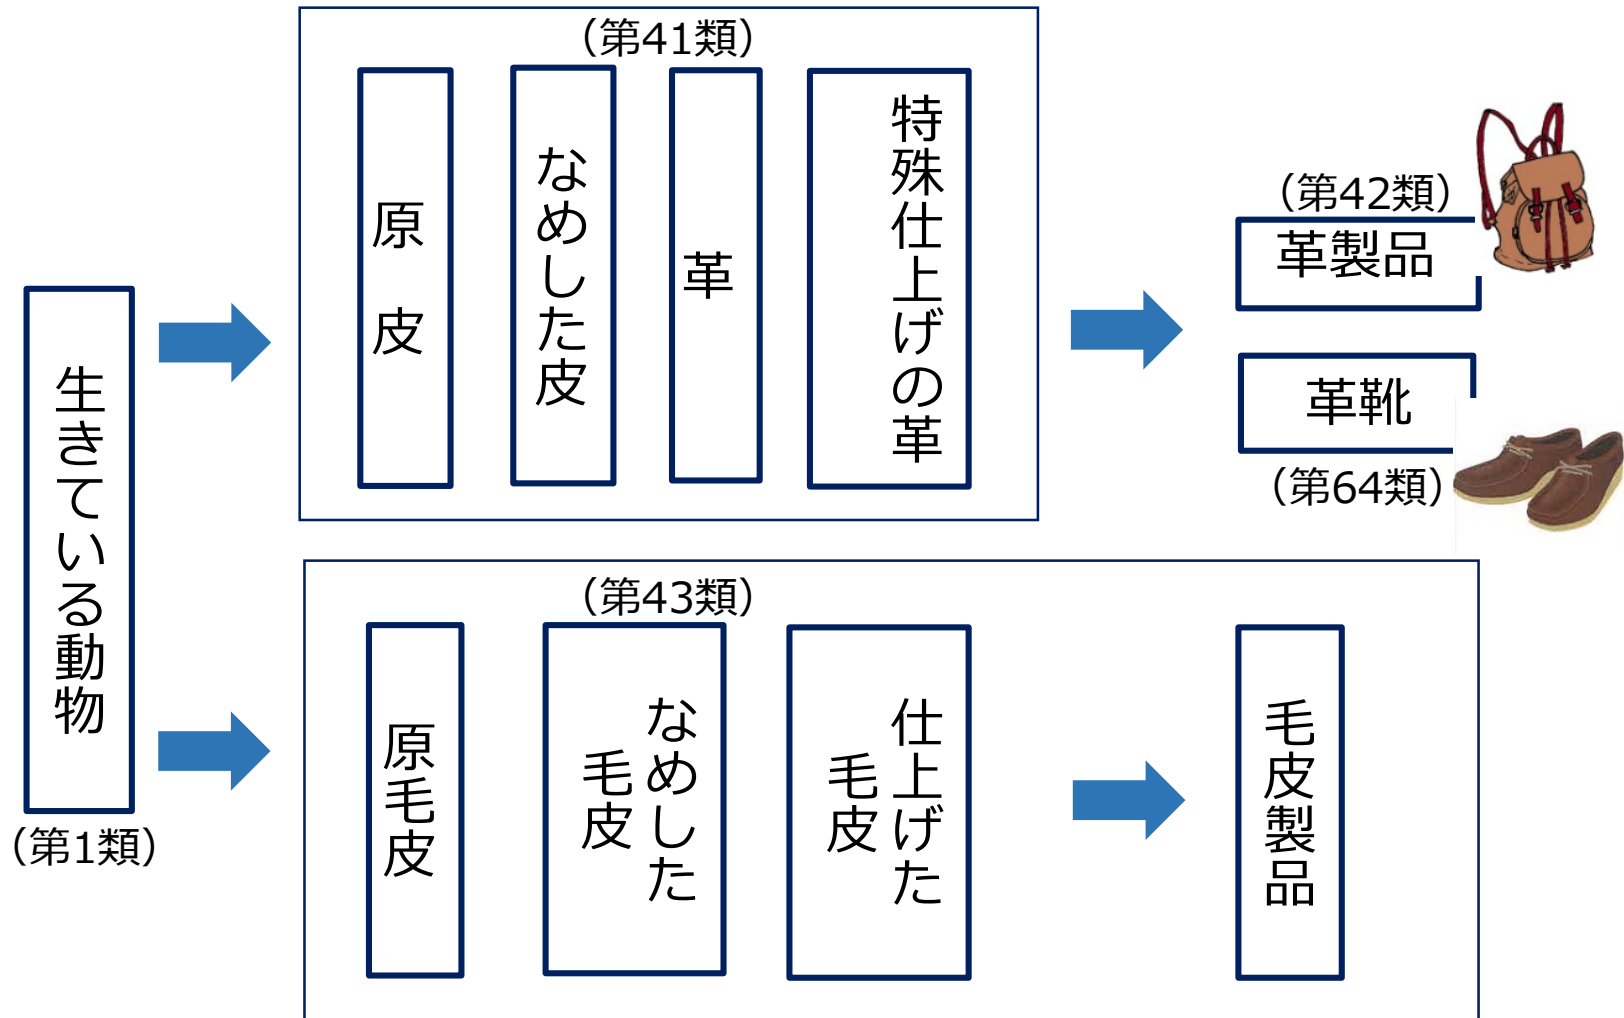 生きている動物
（第1類）
（第41類）
原皮
なめした皮
革
特殊仕上げの革
（第42類）
革製品
革靴
（第64類）
（第43類）
原毛皮
なめした
毛皮
仕上げた
毛皮
毛皮製品